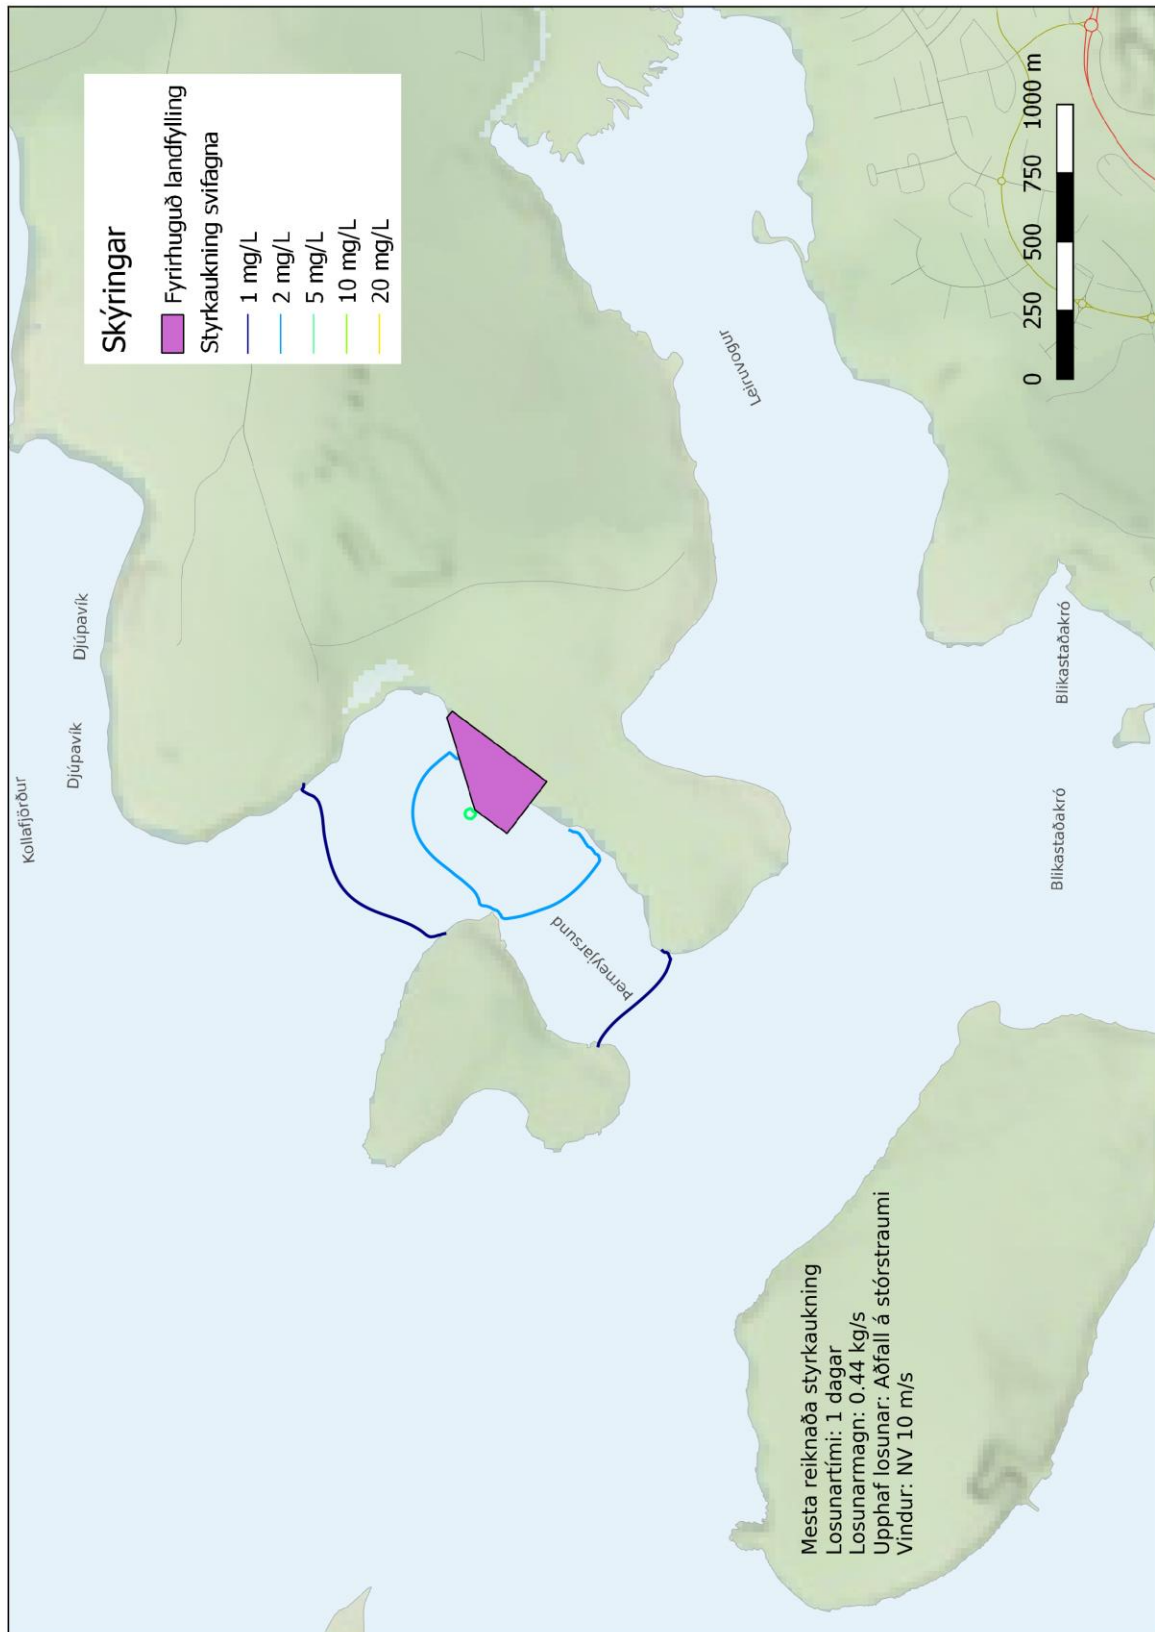 Skýringar
Fyrirhuguð landfylling
Styrkaukning svifagna
1 mg/L
2 mg/L
5 mg/L
10 mg/L
20 mg/L
Kollafjörður
Djúpavík
Djúpavík
Þerneyjarsund
Leiruvogur
Blikastaðakró
Blikastaðakró
0 250 500 750 1000 m
Mesta reiknaða styrkaukning
Losunartími: 1 dagar
Losunarmagn: 0.44 kg/s
Upphaf losunar: Aðfall á stórstraumi
Vindur: NV 10 m/s